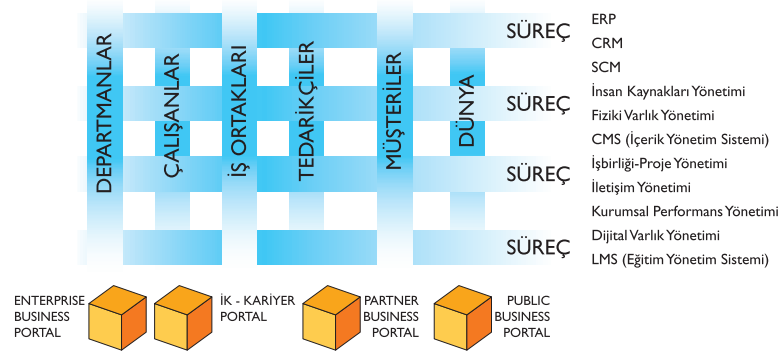 DEPARTMANLAR
ÇALIŞANLAR
İŞ ORTAKLARI
TEDARİKÇİLER
MÜŞTERİLER
DÜNYA
SÜREÇ
SÜREÇ
SÜREÇ
SÜREÇ
ERP
CRM
SCM
İnsan Kaynakları Yönetimi
Fiziki Varlık Yönetimi
CMS (İçerik Yönetim Sistemi)
İşbirliği-Proje Yönetimi
İletişim Yönetimi
Kurumsal Performans Yönetimi
Dijital Varlık Yönetimi
LMS (Eğitim Yönetim Sistemi)
ENTERPRISE
BUSINESS
PORTAL
İK - KARİYER
PORTAL
PARTNER
BUSINESS
PORTAL
PUBLIC
BUSINESS
PORTAL